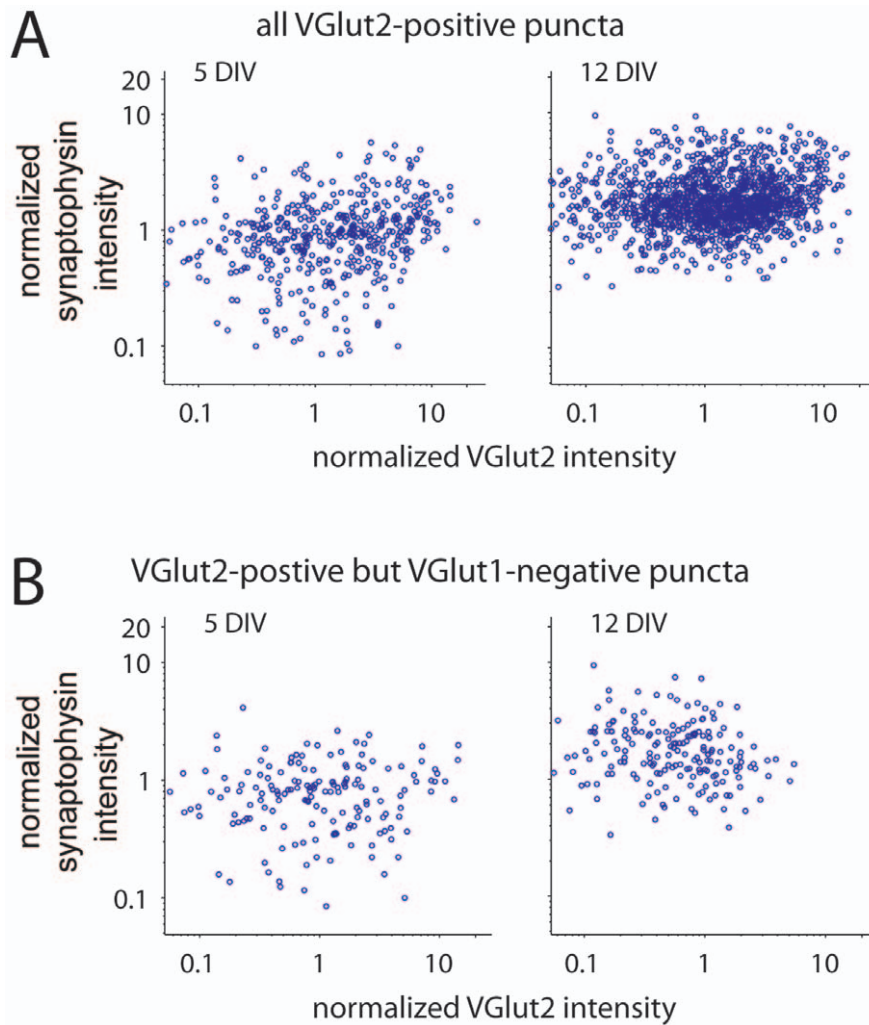 A
all VGlut2-positive puncta
5 DIV
12 DIV
20
10
1
0.1
normalized
synaptophysin
intensity
0.1 1 10
0.1 1 10
normalized VGlut2 intensity
B
VGlut2-postive but VGlut1-negative puncta
5 DIV
12 DIV
20
10
1
0.1
normalized
synaptophysin
intensity
0.1 1 10
0.1 1 10
normalized VGlut2 intensity